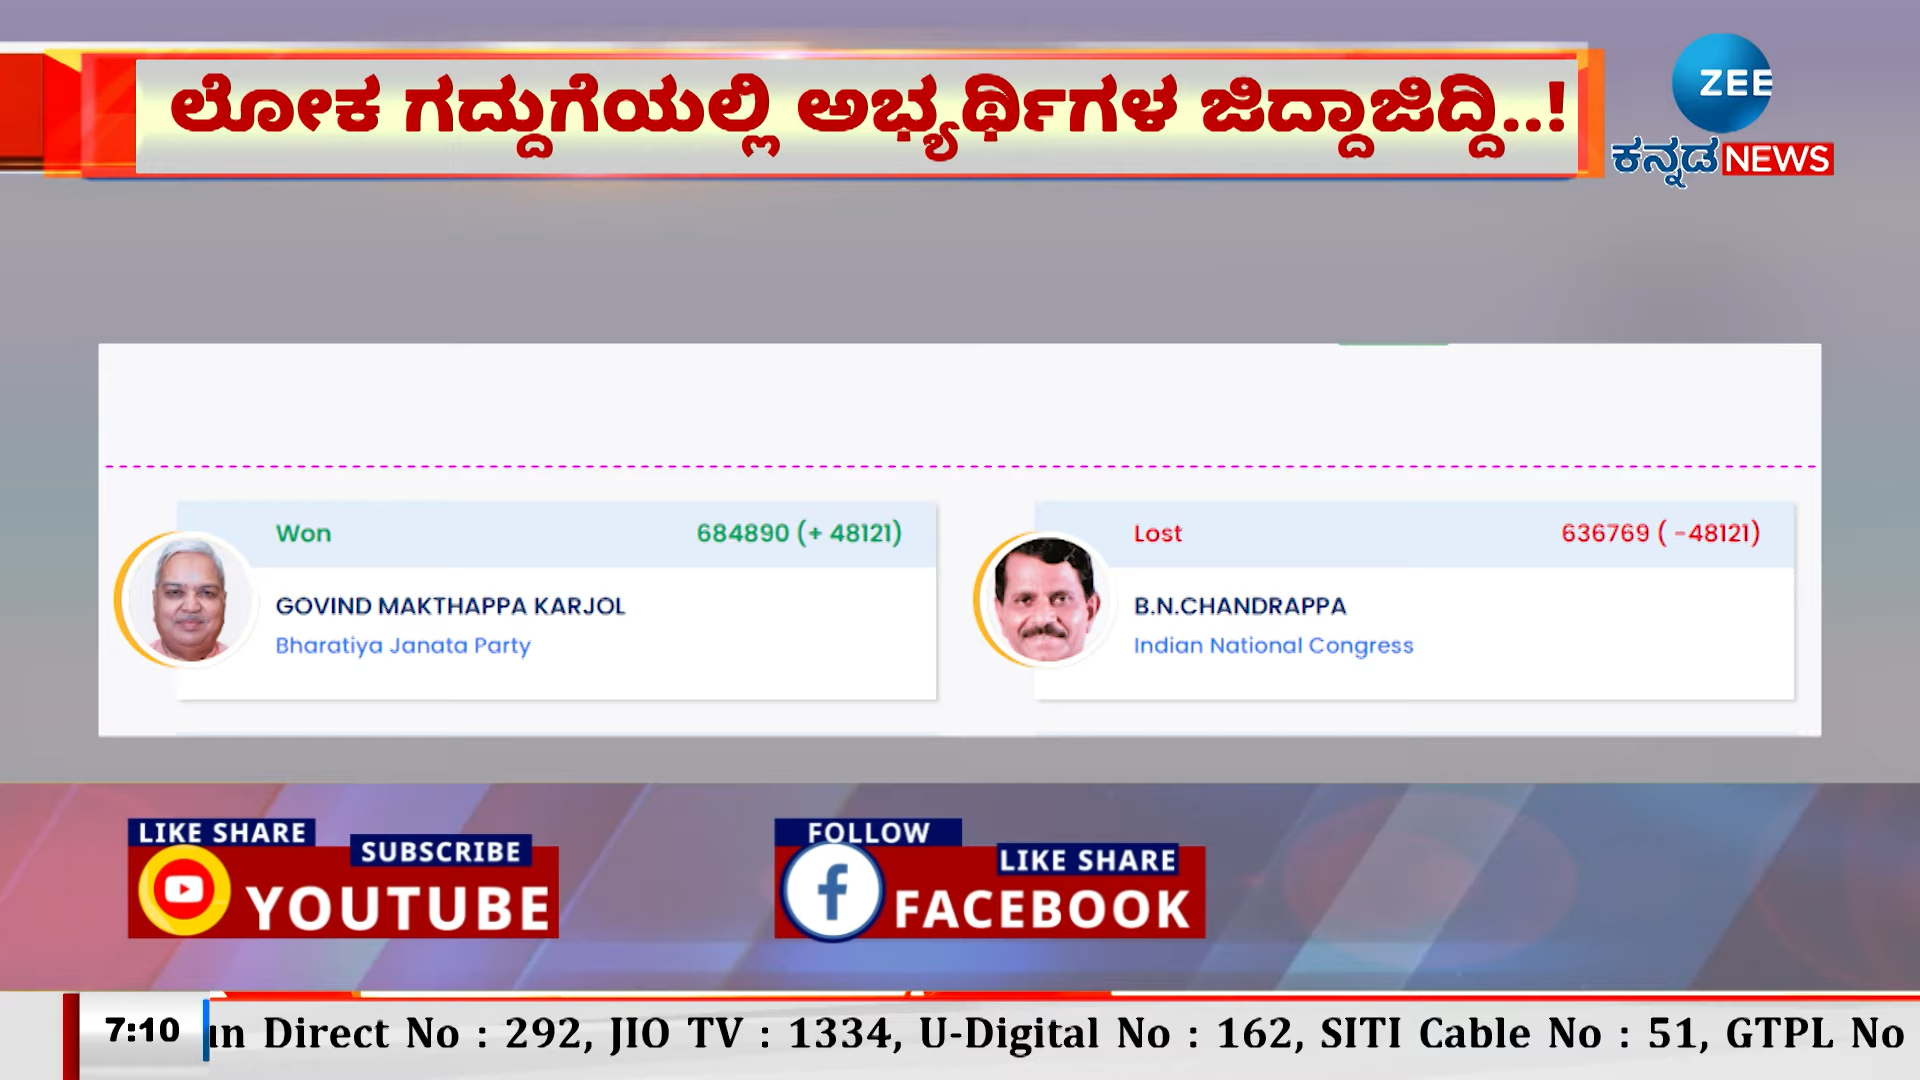 ಲೋಕ ಗದ್ದುಗೆಯಲ್ಲಿ ಅಭ್ಯರ್ಥಿಗಳ ಜಿದ್ದಾಜಿದ್ದಿ..!
ZEE
ಕನ್ನಡ NEWS
Won 684890 (+ 48121)
GOVIND MAKTHAPPA KARJOL
Bharatiya Janata Party
Lost 636769 ( -48121)
B.N.CHANDRAPPA
Indian National Congress
LIKE SHARE
SUBSCRIBE
YOUTUBE
FOLLOW
LIKE SHARE
FACEBOOK
7:10
Direct No : 292, JIO TV : 1334, U-Digital No : 162, SITI Cable No : 51, GTPL No